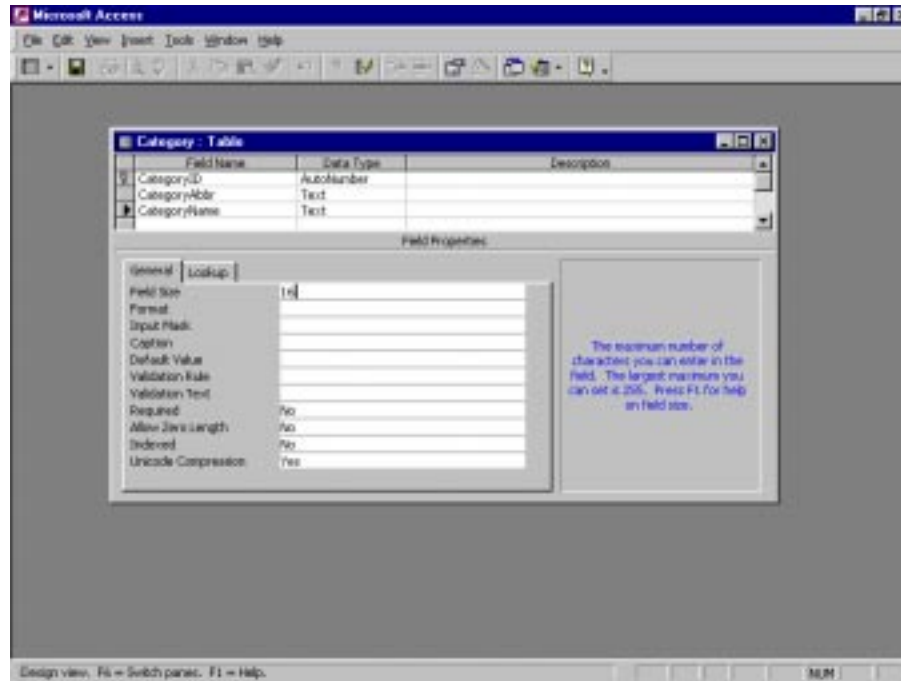 Microsoft Access
File Edit View Insert Tools Window Help
Category : Table
Field Name Data Type Description
CategoryID AutoNumber
CategoryAbbr Text
CategoryName Text
Field Properties
General Lookup
Field Size 16
Format
Input Mask
Caption
Default Value
Validation Rule
Validation Text
Required No
Allow Zero Length No
Indexed No
Unicode Compression Yes
The maximum number of
characters you can enter in the
field. The largest maximum you
can set is 255. Press F1 for help
on field size.
Design view. F6 = Switch panes. F1 = Help.
NUM